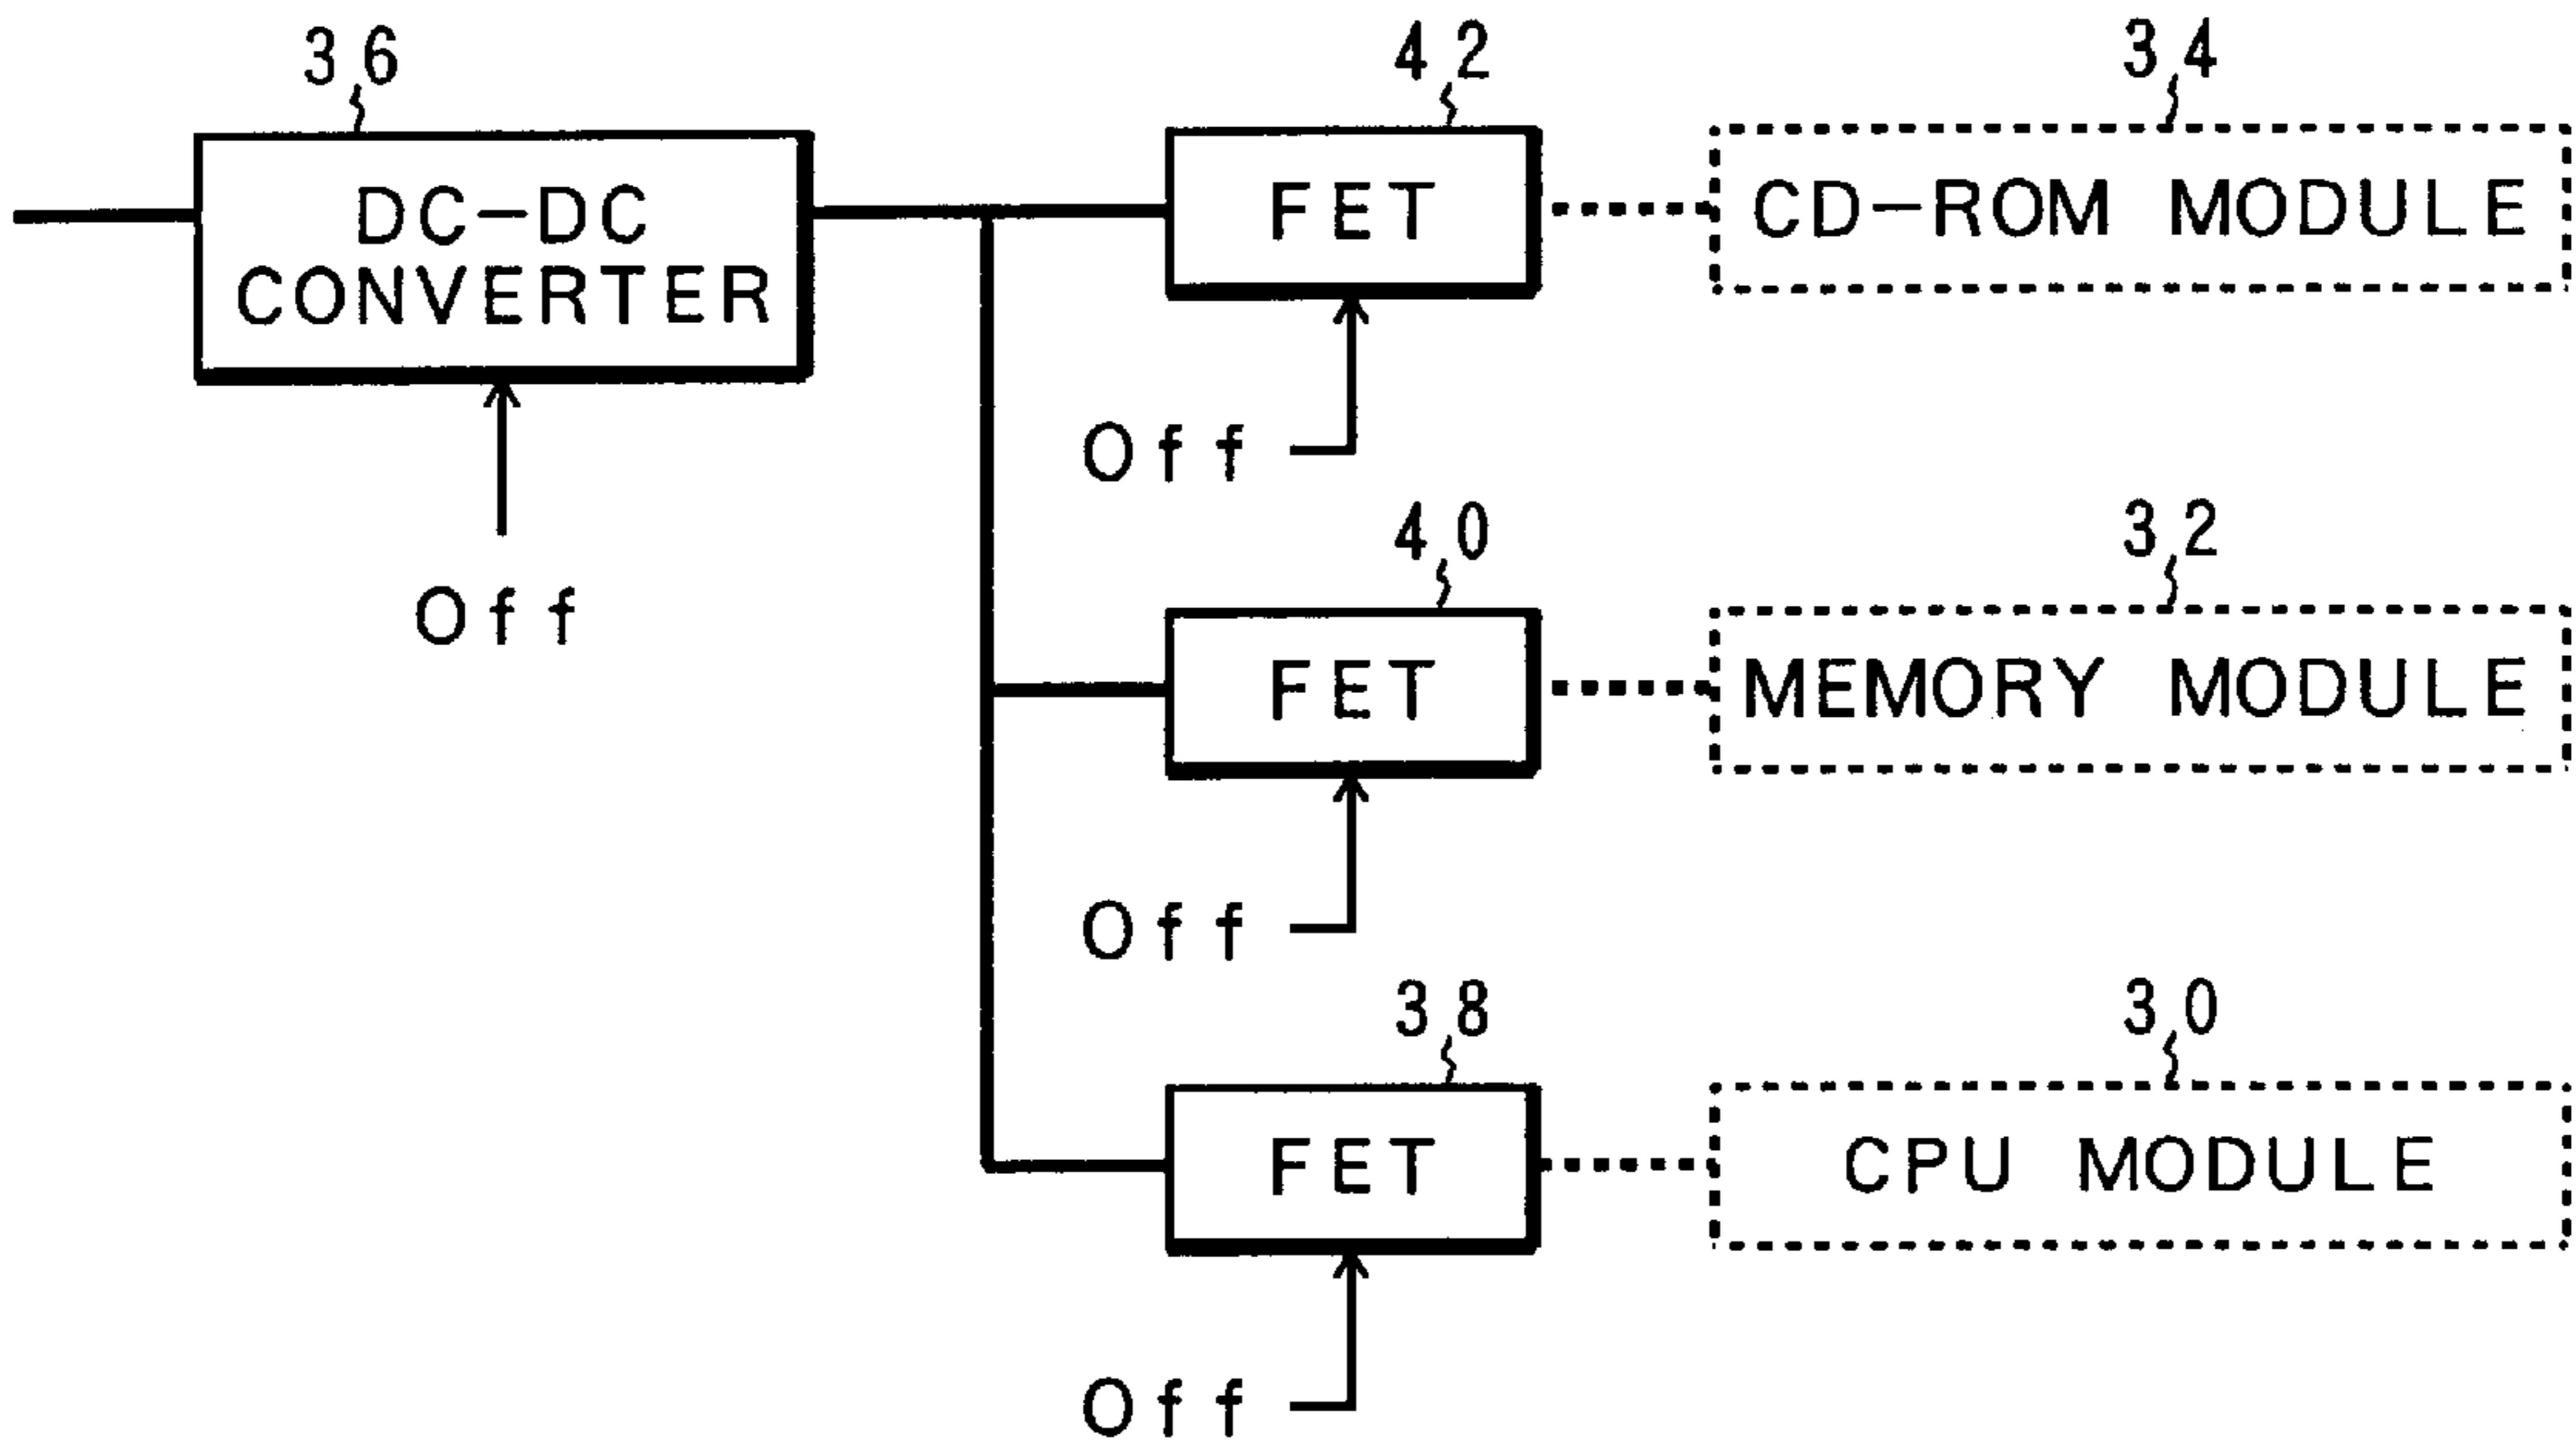 36
42
34
DC-DC
CONVERTER
FET
CD-ROM MODULE
Off
Off
40
32
FET
MEMORY MODULE
Off
38
30
FET
CPU MODULE
Off